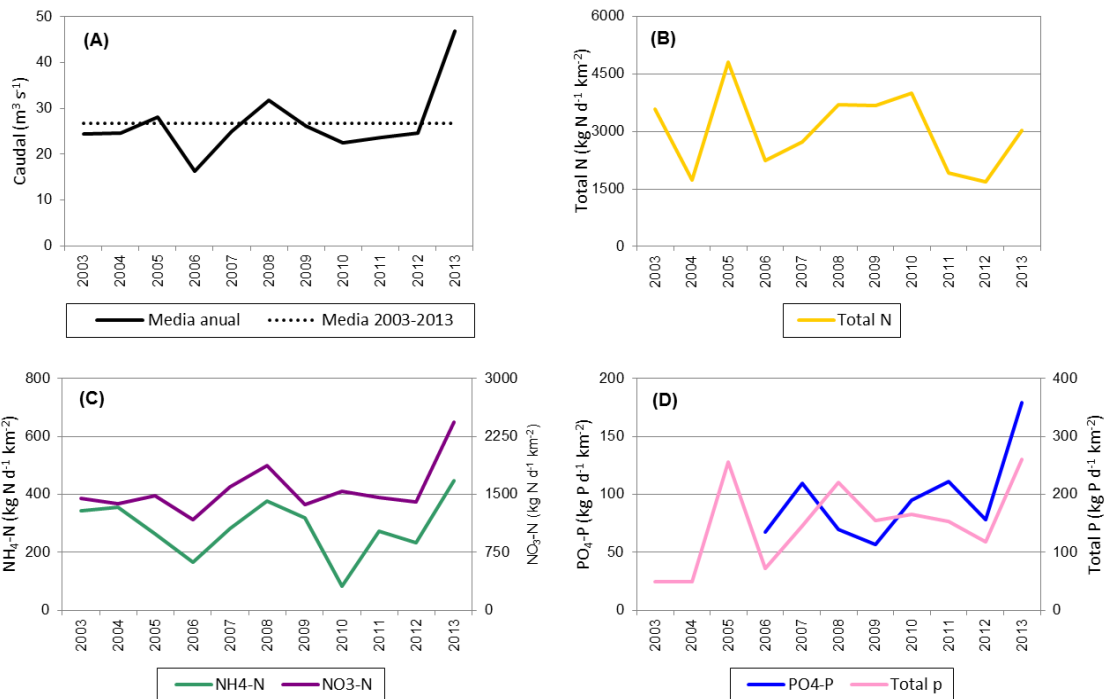 (A)
Caudal (m³ s⁻¹)
50
40
30
20
10
0
2003 2004 2005 2006 2007 2008 2009 2010 2011 2012 2013
Media anual Media 2003-2013
(B)
Total N (kg N d⁻¹ km⁻²)
6000
4500
3000
1500
0
2003 2004 2005 2006 2007 2008 2009 2010 2011 2012 2013
Total N
(C)
NH₄-N (kg N d⁻¹ km⁻²)
800
600
400
200
0
3000
2250
1500
750
0
NO₃-N (kg N d⁻¹ km⁻²)
2003 2004 2005 2006 2007 2008 2009 2010 2011 2012 2013
NH4-N NO3-N
(D)
PO₄-P (kg P d⁻¹ km⁻²)
200
150
100
50
0
400
300
200
100
0
Total P (kg P d⁻¹ km⁻²)
2003 2004 2005 2006 2007 2008 2009 2010 2011 2012 2013
PO4-P Total p